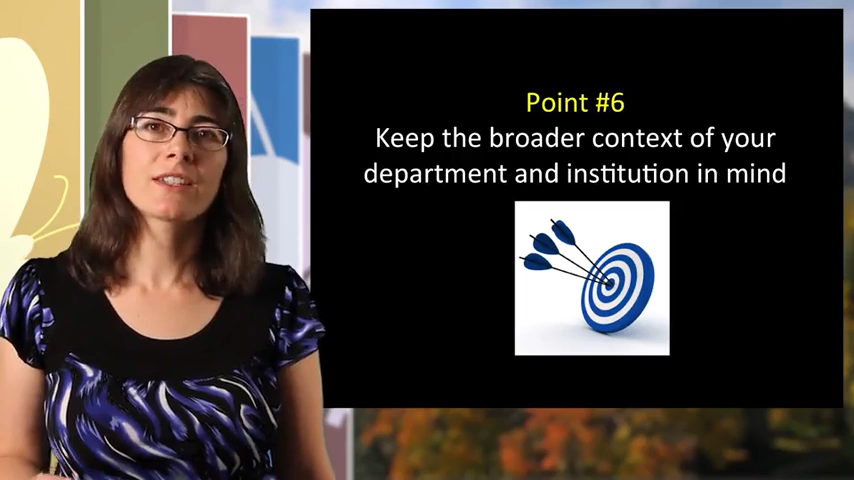 Point #6
Keep the broader context of your
department and institution in mind